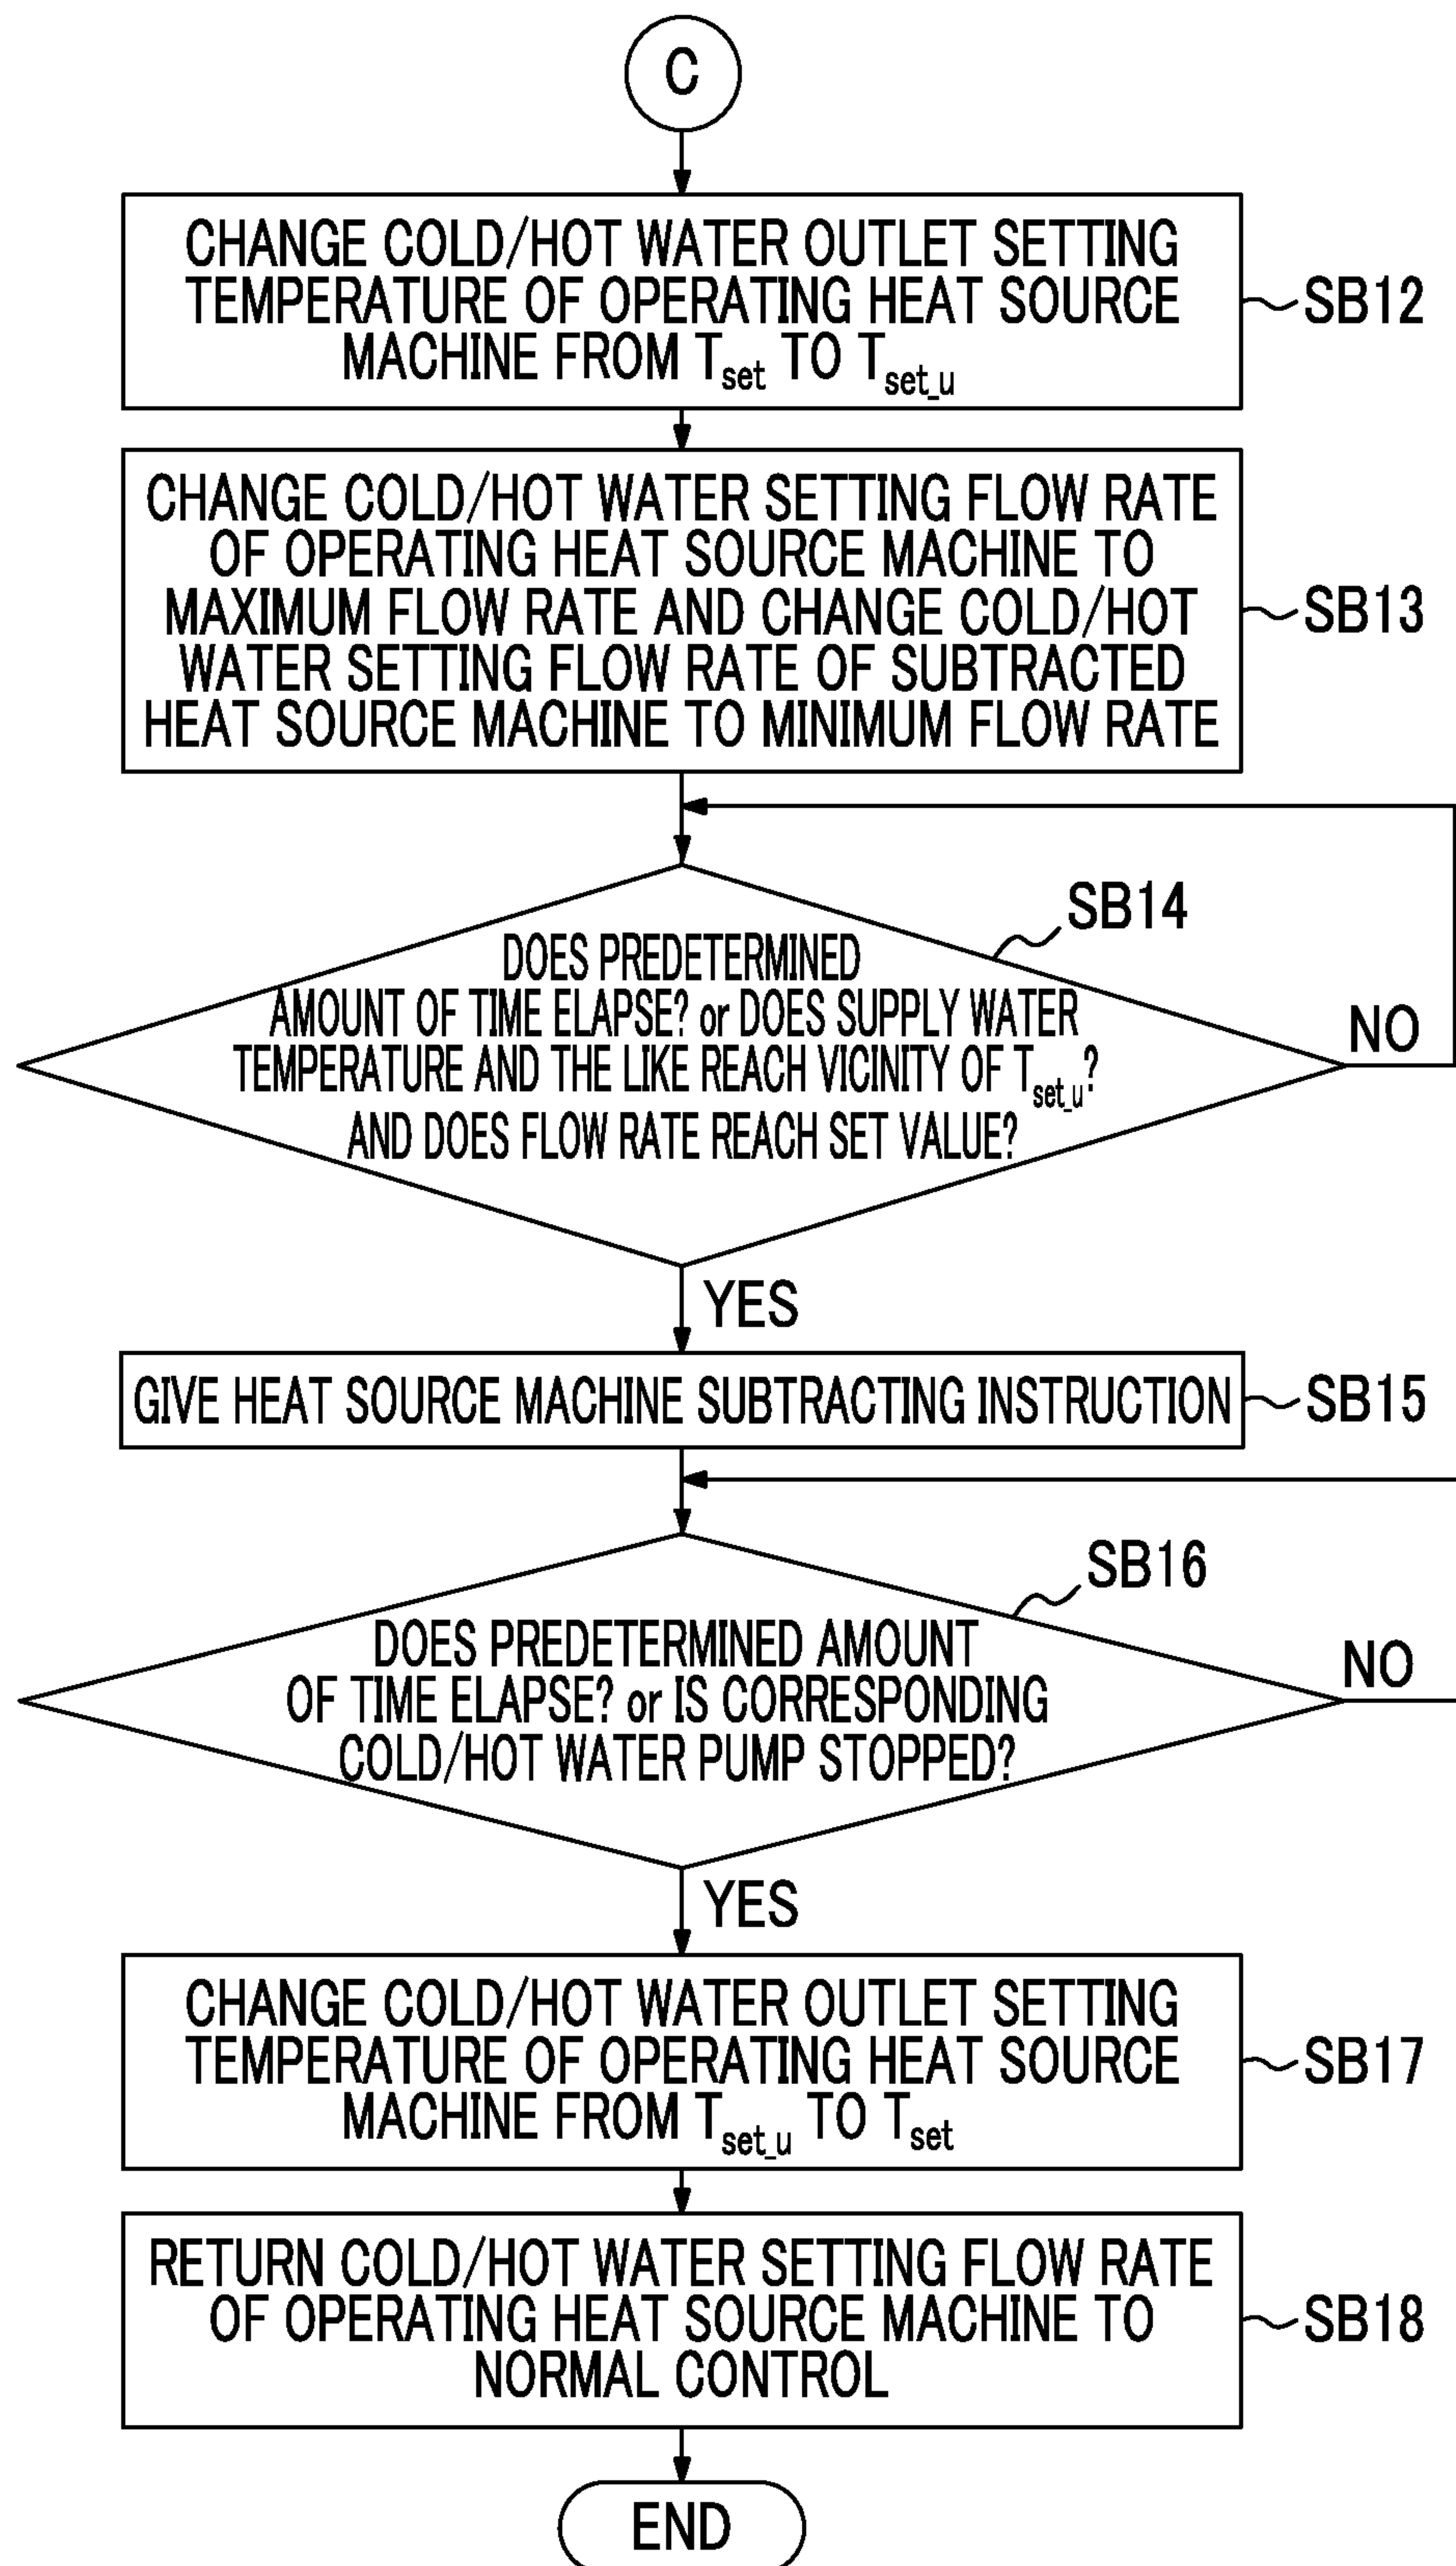 C
CHANGE COLD/HOT WATER OUTLET SETTING
TEMPERATURE OF OPERATING HEAT SOURCE
MACHINE FROM Tset TO Tset_u
SB12
CHANGE COLD/HOT WATER SETTING FLOW RATE
OF OPERATING HEAT SOURCE MACHINE TO
MAXIMUM FLOW RATE AND CHANGE COLD/HOT
WATER SETTING FLOW RATE OF SUBTRACTED
HEAT SOURCE MACHINE TO MINIMUM FLOW RATE
SB13
SB14
DOES PREDETERMINED
AMOUNT OF TIME ELAPSE? or DOES SUPPLY WATER
TEMPERATURE AND THE LIKE REACH VICINITY OF Tset_u?
AND DOES FLOW RATE REACH SET VALUE?
NO
YES
GIVE HEAT SOURCE MACHINE SUBTRACTING INSTRUCTION
SB15
SB16
DOES PREDETERMINED AMOUNT
OF TIME ELAPSE? or IS CORRESPONDING
COLD/HOT WATER PUMP STOPPED?
NO
YES
CHANGE COLD/HOT WATER OUTLET SETTING
TEMPERATURE OF OPERATING HEAT SOURCE
MACHINE FROM Tset_u TO Tset
SB17
RETURN COLD/HOT WATER SETTING FLOW RATE
OF OPERATING HEAT SOURCE MACHINE TO
NORMAL CONTROL
SB18
END